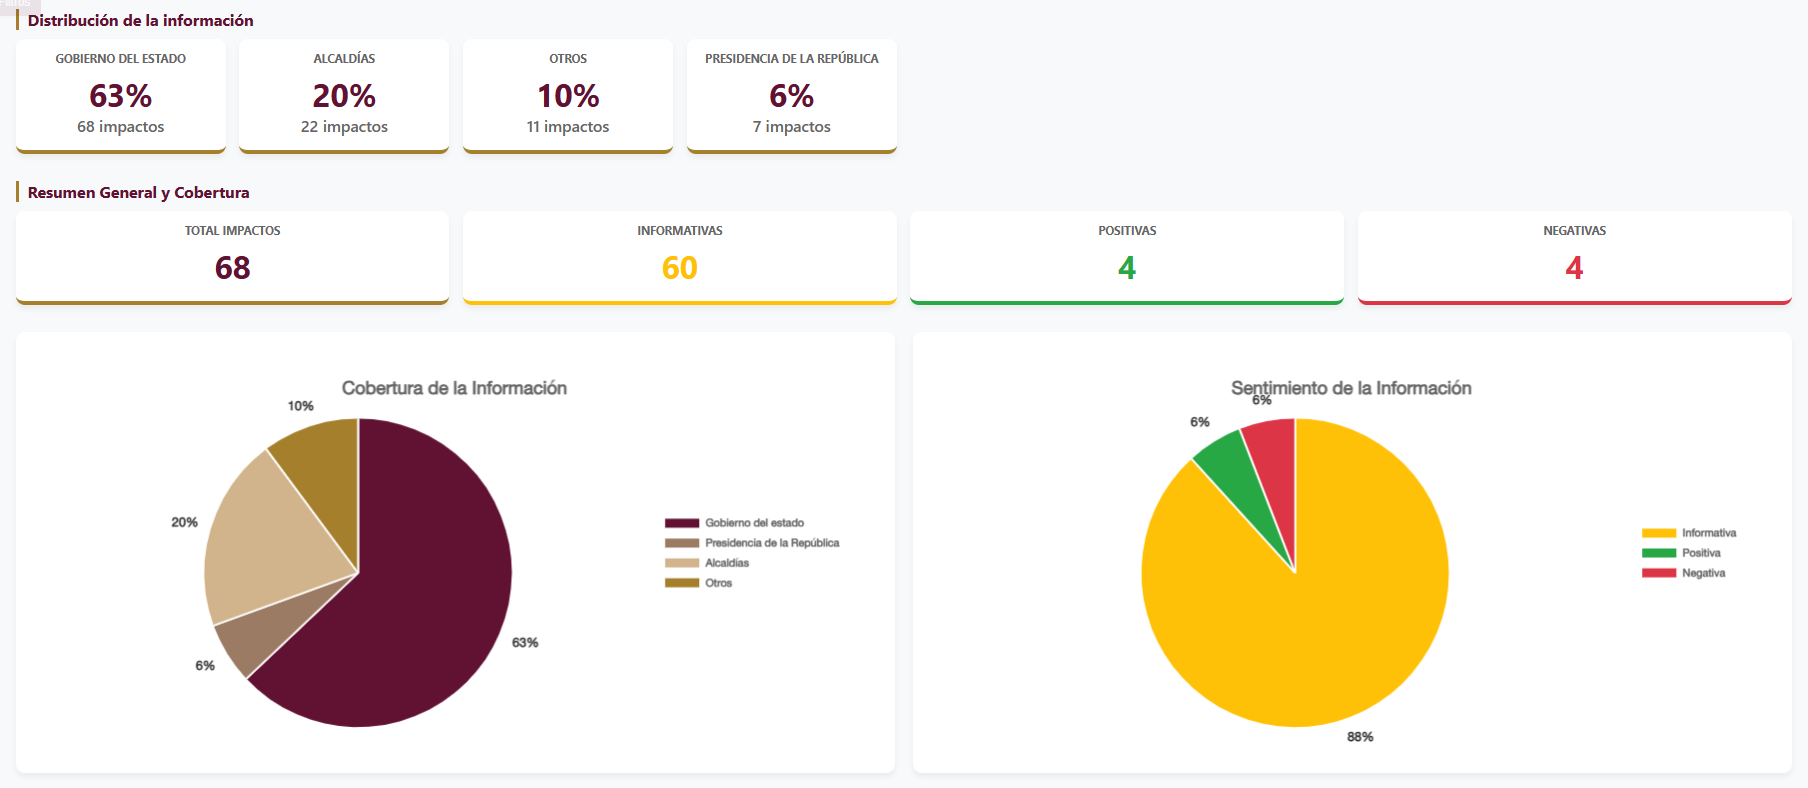 Filtros
Distribución de la información
GOBIERNO DEL ESTADO
63%
68 impactos
ALCALDÍAS
20%
22 impactos
OTROS
10%
11 impactos
PRESIDENCIA DE LA REPÚBLICA
6%
7 impactos
Resumen General y Cobertura
TOTAL IMPACTOS
68
INFORMATIVAS
60
POSITIVAS
4
NEGATIVAS
4
Cobertura de la Información
10%
20%
6%
63%
Gobierno del estado
Presidencia de la República
Alcaldías
Otros
Sentimiento de la Información
6%
6%
88%
Informativa
Positiva
Negativa